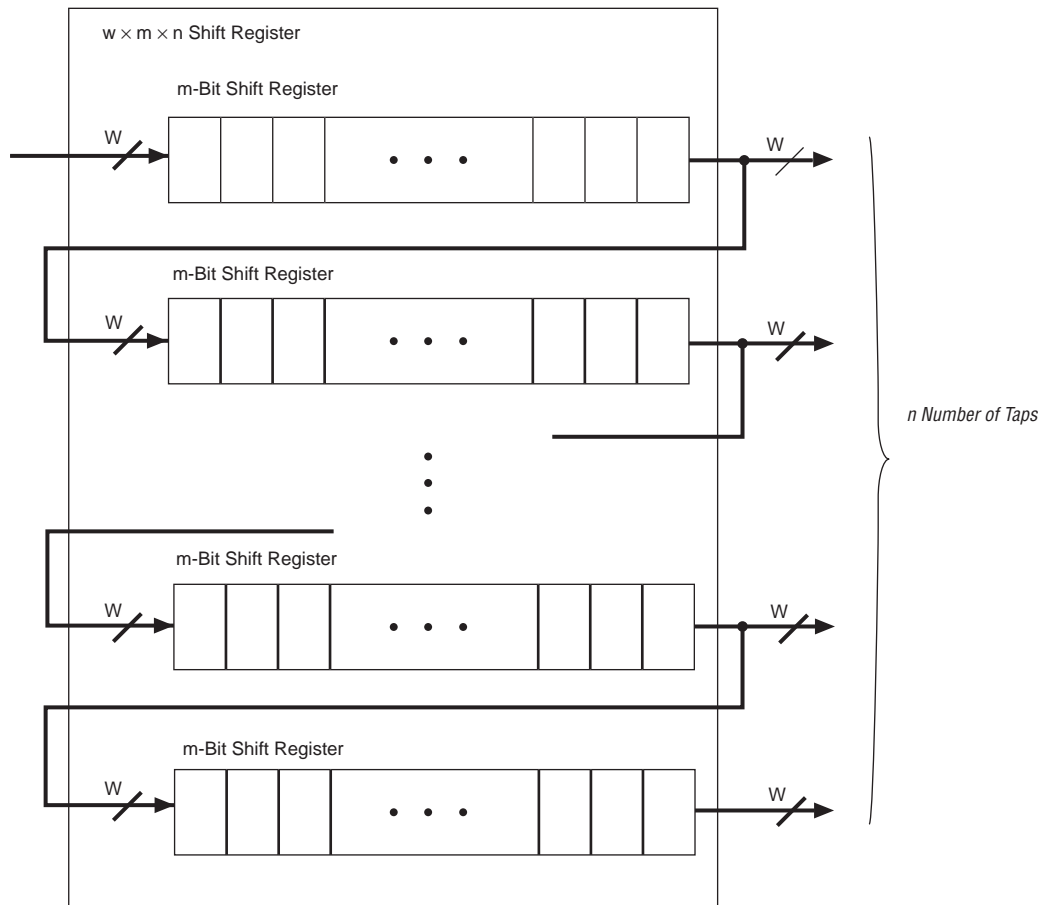 w × m × n Shift Register
m-Bit Shift Register
W
W
m-Bit Shift Register
W
W
n Number of Taps
m-Bit Shift Register
W
W
m-Bit Shift Register
W
W